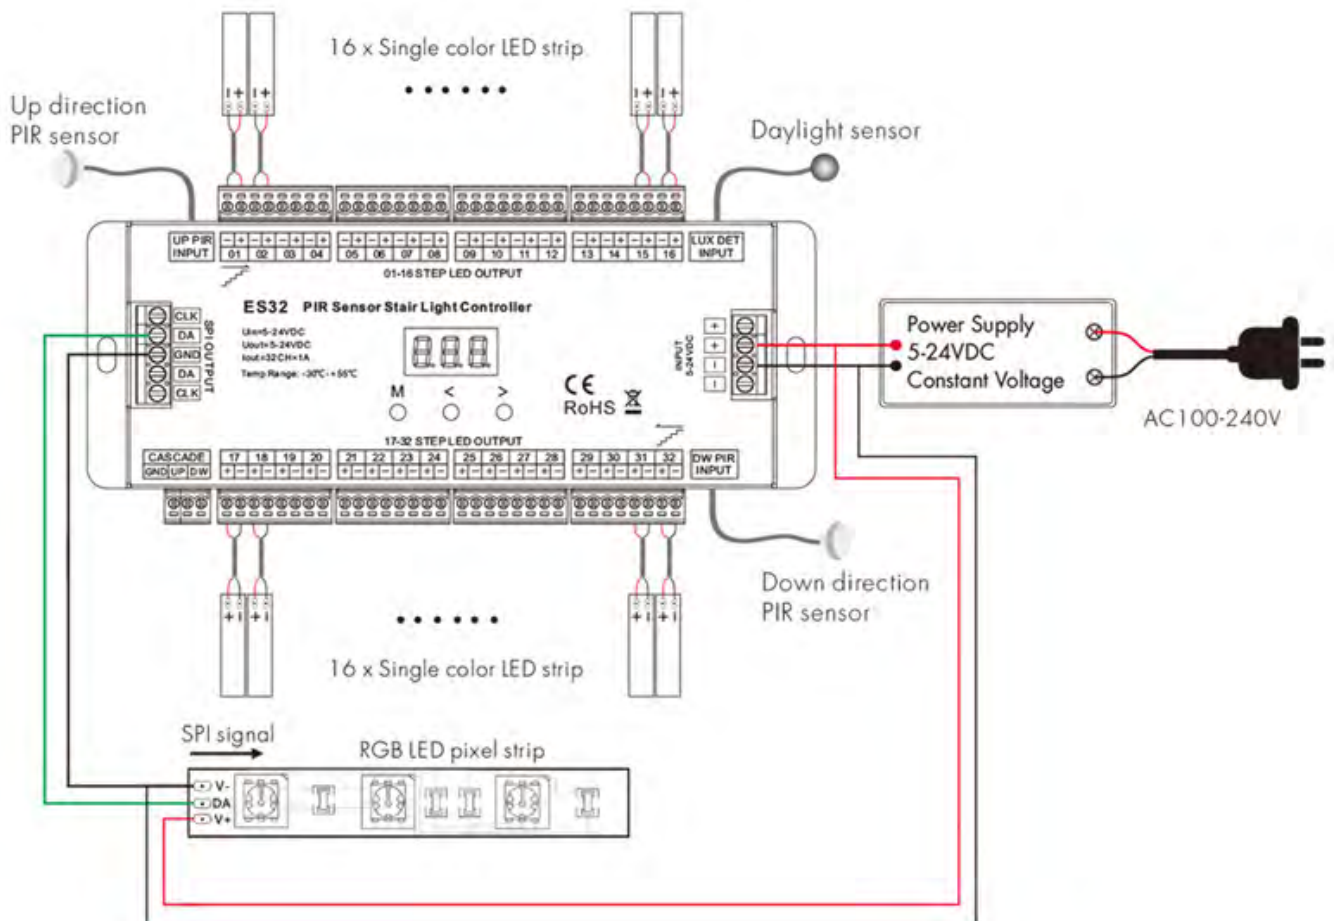 16 x Single color LED strip
Up direction
PIR sensor
Daylight sensor
UP PIR
INPUT
- + - + - + - +
01 02 03 04
- + - + - + - +
05 06 07 08
- + - + - + - +
09 10 11 12
- + - + - + - +
13 14 15 16
LUX DET
INPUT
01-16 STEP LED OUTPUT
ES32 PIR Sensor Stair Light Controller
Uin=5-24VDC
Uout=5-24VDC
Iout=32CH×1A
Temp Range: -30℃- +55℃
CLK
DA
GND
DA
CLK
SPI OUTPUT
888
M < >
CE
RoHS
INPUT
5-24VDC
+
+
-
-
Power Supply
5-24VDC
Constant Voltage
AC100-240V
17-32 STEP LED OUTPUT
CASCADE
GND UP DW
17 18 19 20
+ - + - + - + -
21 22 23 24
+ - + - + - + -
25 26 27 28
+ - + - + - + -
29 30 31 32
+ - + - + - + -
DW PIR
INPUT
Down direction
PIR sensor
16 x Single color LED strip
SPI signal
RGB LED pixel strip
V-
DA
V+